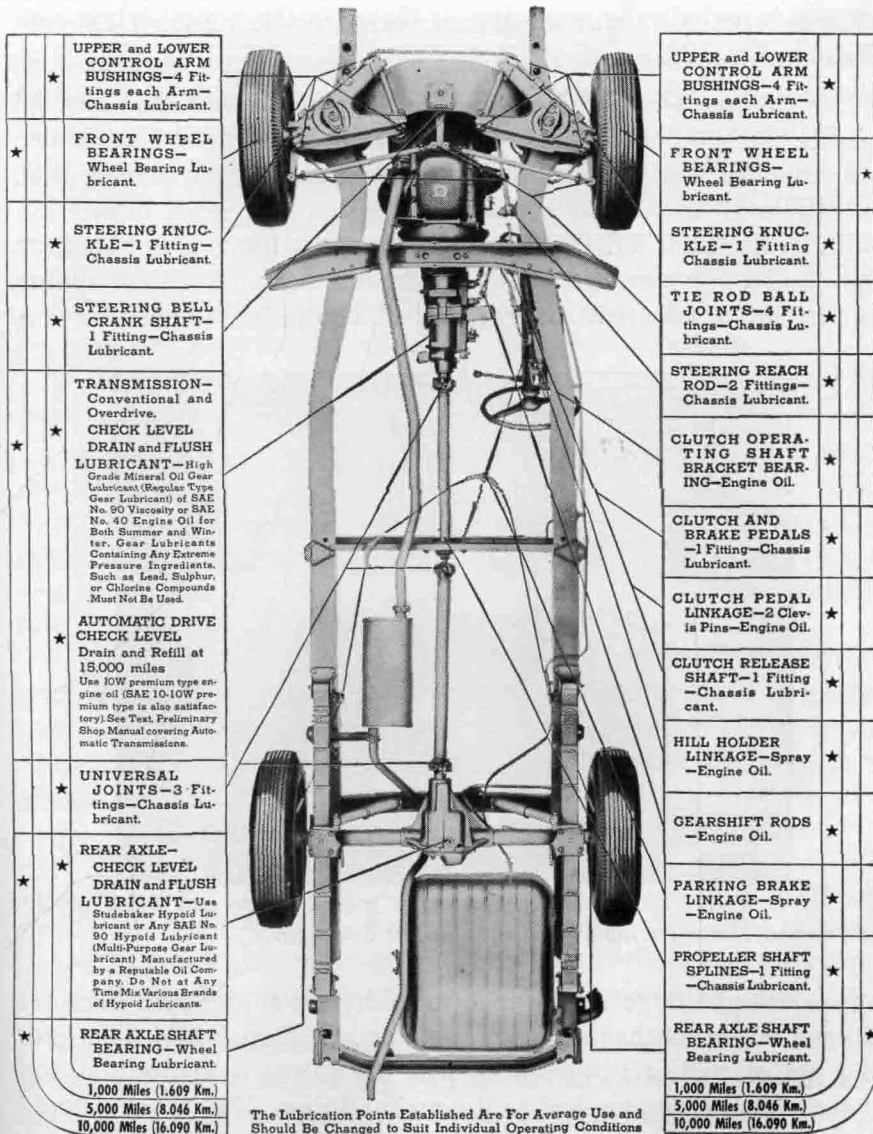 UPPER and LOWER
CONTROL ARM
BUSHINGS—4 Fit-
tings each Arm—
Chassis Lubricant.
FRONT WHEEL
BEARINGS—
Wheel Bearing Lu-
bricant.
STEERING KNUC-
KLE—1 Fitting—
Chassis Lubricant.
STEERING BELL
CRANK SHAFT—
1 Fitting—Chassis
Lubricant.
TRANSMISSION—
Conventional and
Overdrive.
CHECK LEVEL
DRAIN and FLUSH
LUBRICANT—High
Grade Mineral Oil Gear
Lubricant (Regular Type
Gear Lubricant) of SAE
No. 90 Viscosity or SAE
No. 40 Engine Oil for
Both Summer and Win-
ter. Gear Lubricants
Containing Any Extreme
Pressure Ingredients,
Such as Lead, Sulphur,
or Chlorine Compounds
Must Not Be Used.
AUTOMATIC DRIVE
CHECK LEVEL
Drain and Refill at
15,000 miles
Use 10W premium type en-
gine oil (SAE 10-10W pre-
mium type is also satisfac-
tory). See Text, Preliminary
Shop Manual covering Auto-
matic Transmissions.
UNIVERSAL
JOINTS—3 Fit-
tings—Chassis Lu-
bricant.
REAR AXLE—
CHECK LEVEL
DRAIN and FLUSH
LUBRICANT—Use
Studebaker Hypoid Lu-
bricant or Any SAE No.
90 Hypoid Lubricant
(Multi-Purpose Gear Lu-
bricant) Manufactured
by a Reputable Oil Com-
pany. Do Not at Any
Time Mix Various Brands
of Hypoid Lubricants.
REAR AXLE SHAFT
BEARING—Wheel
Bearing Lubricant.
1,000 Miles (1.609 Km.)
5,000 Miles (8.046 Km.)
10,000 Miles (16.090 Km.)
UPPER and LOWER
CONTROL ARM
BUSHINGS—4 Fit-
tings each Arm—
Chassis Lubricant.
FRONT WHEEL
BEARINGS—
Wheel Bearing Lu-
bricant.
STEERING KNUC-
KLE—1 Fitting
Chassis Lubricant.
TIE ROD BALL
JOINTS—4 Fit-
tings—Chassis Lu-
bricant.
STEERING REACH
ROD—2 Fittings—
Chassis Lubricant.
CLUTCH OPERA-
TING SHAFT
BRACKET BEAR-
ING—Engine Oil.
CLUTCH AND
BRAKE PEDALS
—1 Fitting—Chassis
Lubricant.
CLUTCH PEDAL
LINKAGE—2 Clev-
is Pins—Engine Oil.
CLUTCH RELEASE
SHAFT—1 Fitting
—Chassis Lubri-
cant.
HILL HOLDER
LINKAGE—Spray
—Engine Oil.
GEARSHIFT RODS
—Engine Oil.
PARKING BRAKE
LINKAGE—Spray
—Engine Oil.
PROPELLER SHAFT
SPLINES—1 Fitting
—Chassis Lubricant.
REAR AXLE SHAFT
BEARING—Wheel
Bearing Lubricant.
1,000 Miles (1.609 Km.)
5,000 Miles (8.046 Km.)
10,000 Miles (16.090 Km.)
The Lubrication Points Established Are For Average Use and
Should Be Changed to Suit Individual Operating Conditions